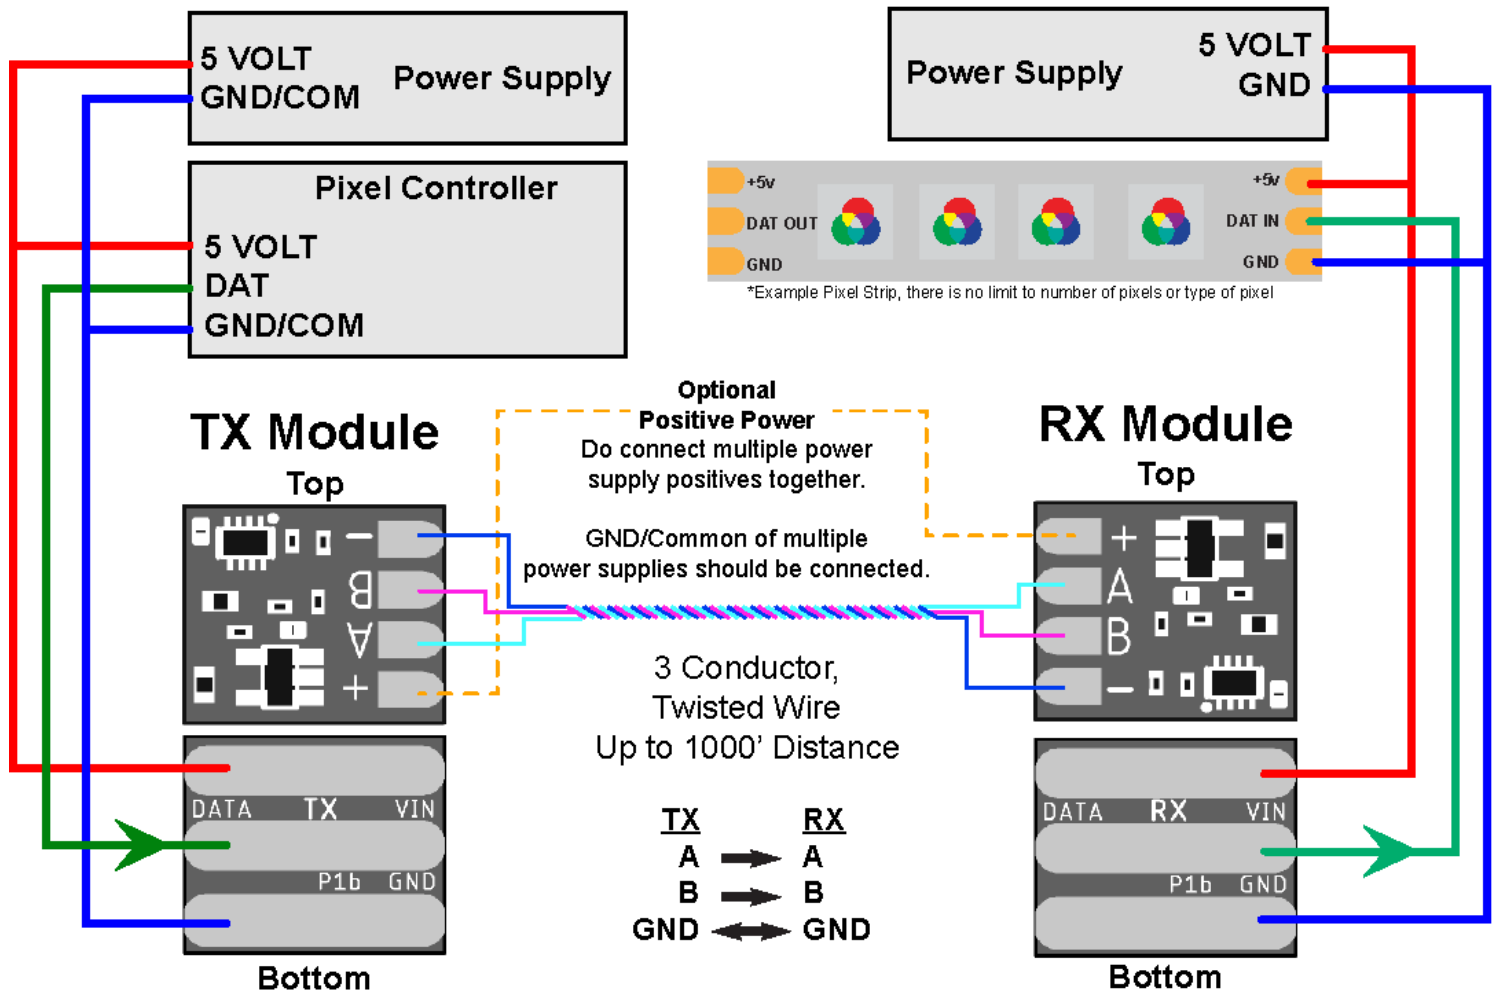 5 VOLT
GND/COM
Power Supply
Power Supply
5 VOLT
GND
Pixel Controller
5 VOLT
DAT
GND/COM
+5v
DAT OUT
GND
+5v
DAT IN
GND
*Example Pixel Strip, there is no limit to number of pixels or type of pixel
TX Module
Top
Optional
Positive Power
Do connect multiple power
supply positives together.
GND/Common of multiple
power supplies should be connected.
RX Module
Top
−
B
A
+
+
A
B
−
3 Conductor,
Twisted Wire
Up to 1000' Distance
DATA TX VIN
P1b GND
Bottom
TX RX
A A
B B
GND GND
DATA RX VIN
P1b GND
Bottom